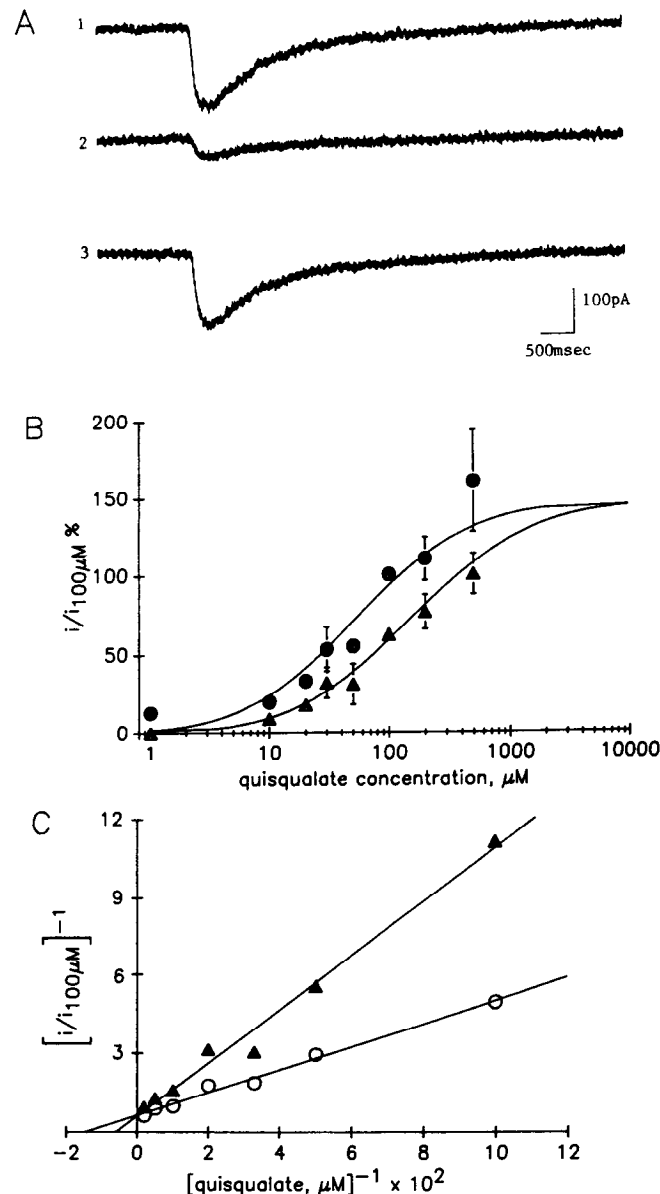 A
1
2
3
100pA
500msec
B
200
150
100
50
0
i/i100μM %
1
10
100
1000
10000
quisqualate concentration, μM
C
12
9
6
3
[i/i100μM]-1
-2
0
2
4
6
8
10
12
[quisqualate, μM]-1 x 102